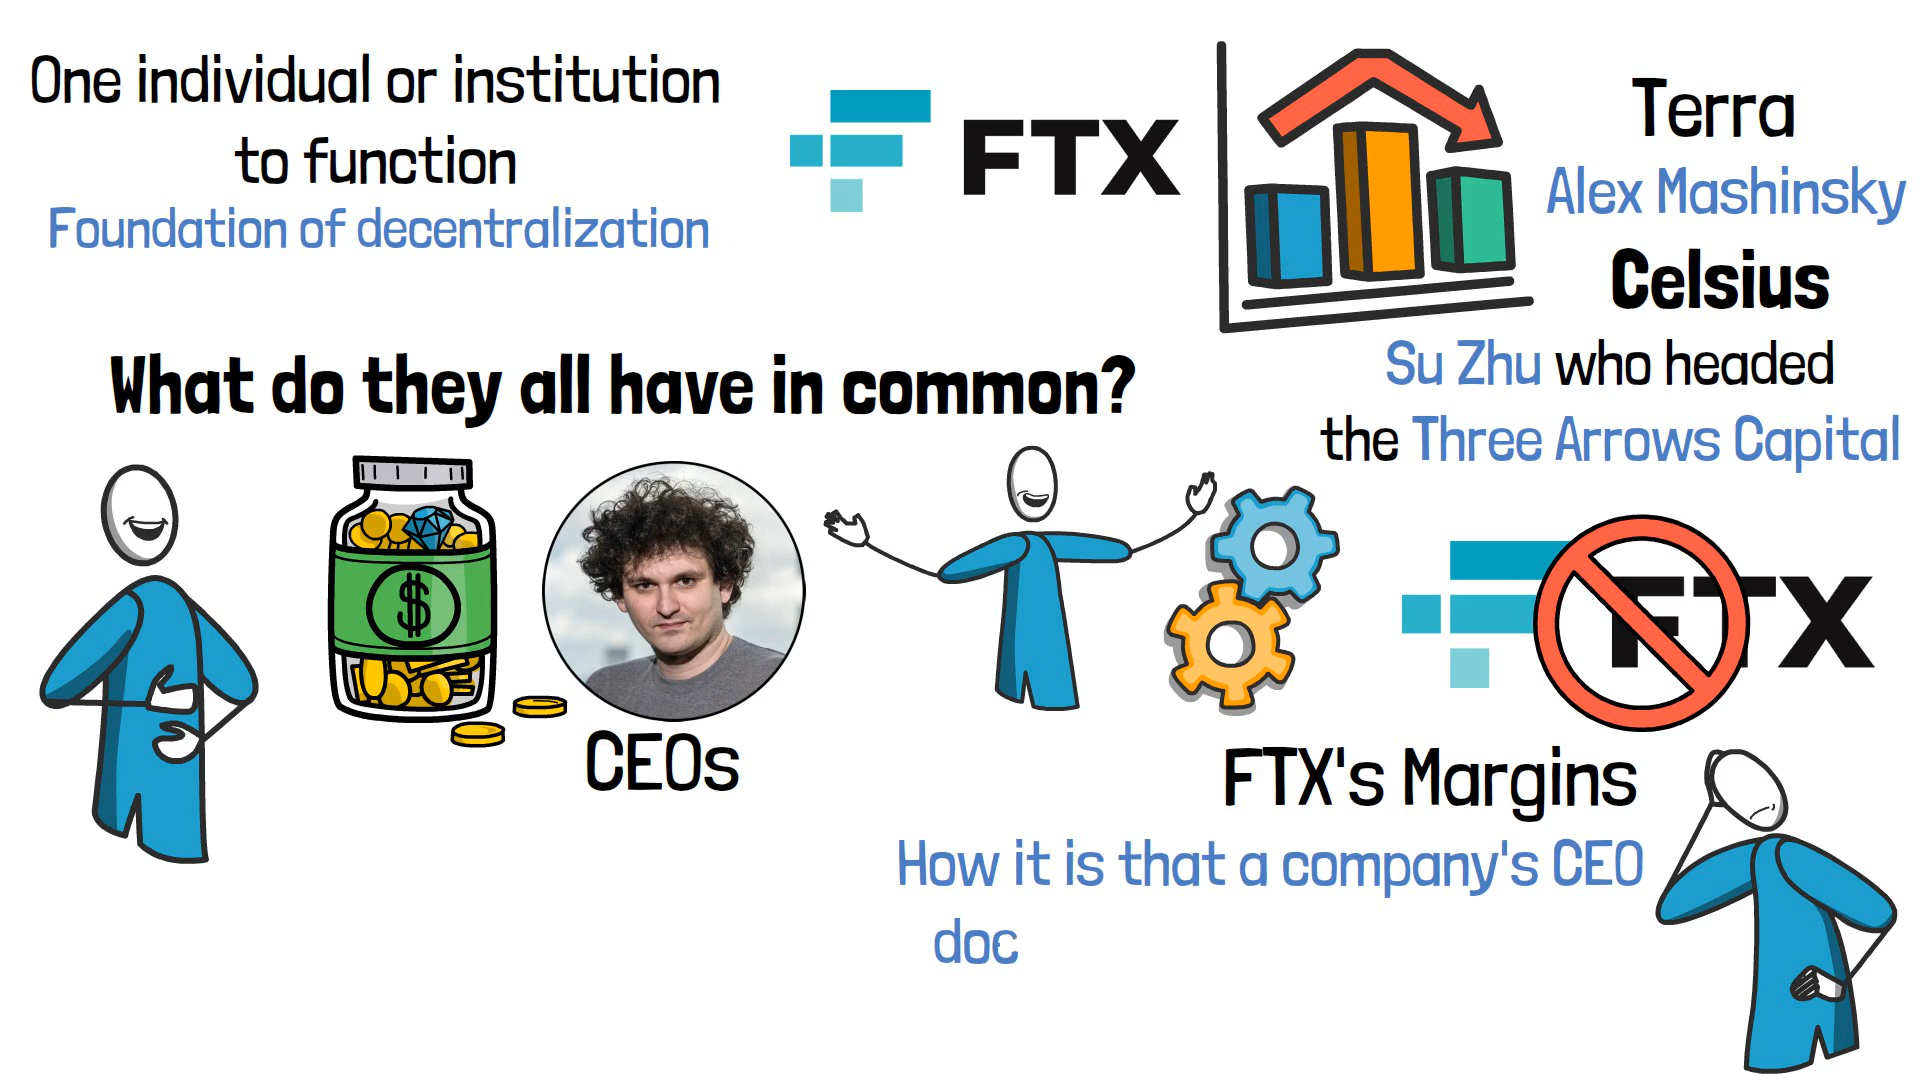 One individual or institution
to function
Foundation of decentralization
FTX
Terra
Alex Mashinsky
Celsius
Su Zhu who headed
the Three Arrows Capital
What do they all have in common?
$
CEOs
FTX
FTX's Margins
How it is that a company's CEO
doc